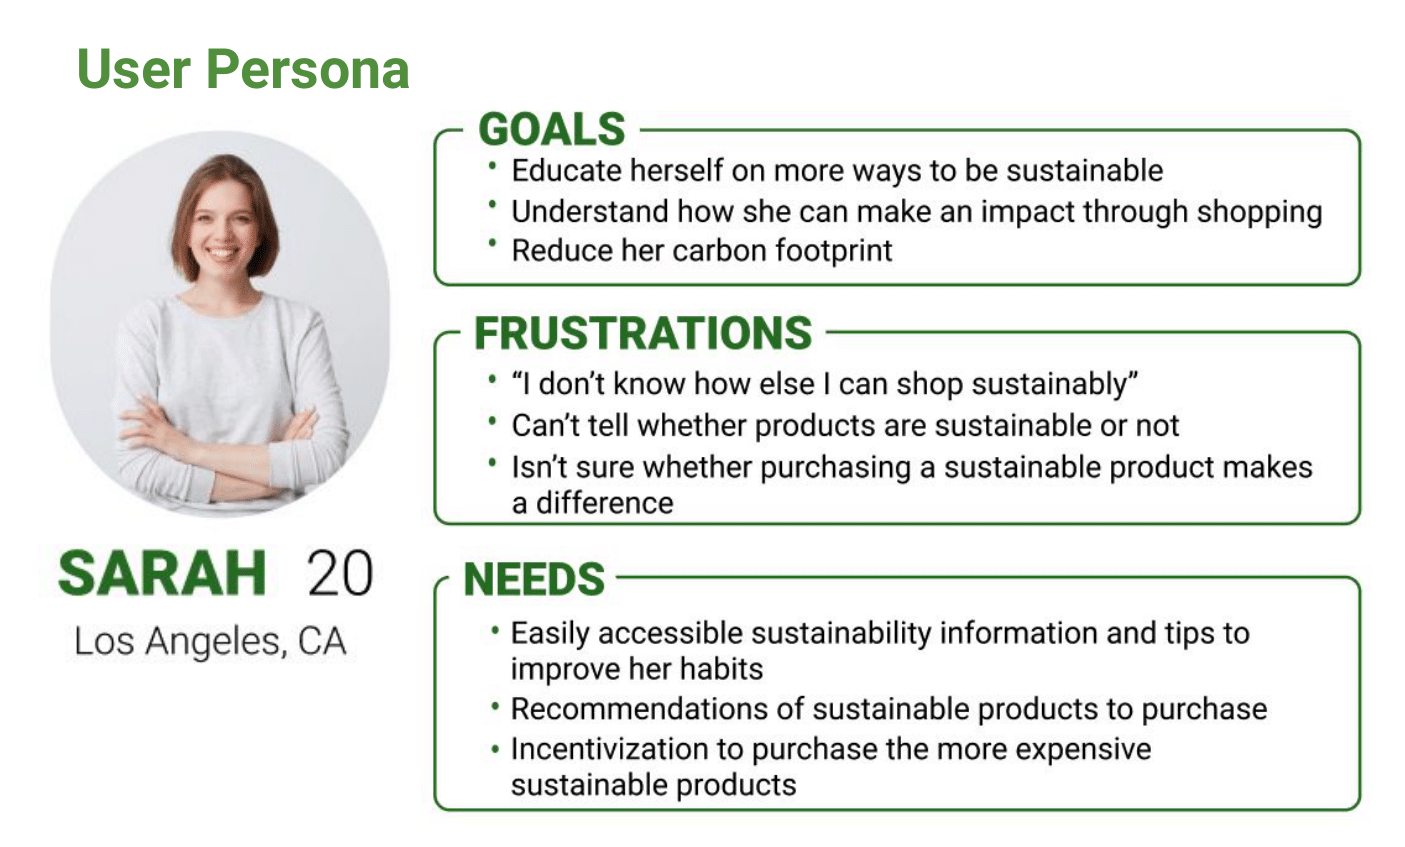 User Persona
SARAH 20
Los Angeles, CA
GOALS
• Educate herself on more ways to be sustainable
• Understand how she can make an impact through shopping
• Reduce her carbon footprint
FRUSTRATIONS
• “I don’t know how else I can shop sustainably”
• Can’t tell whether products are sustainable or not
• Isn’t sure whether purchasing a sustainable product makes
a difference
NEEDS
• Easily accessible sustainability information and tips to
improve her habits
• Recommendations of sustainable products to purchase
• Incentivization to purchase the more expensive
sustainable products